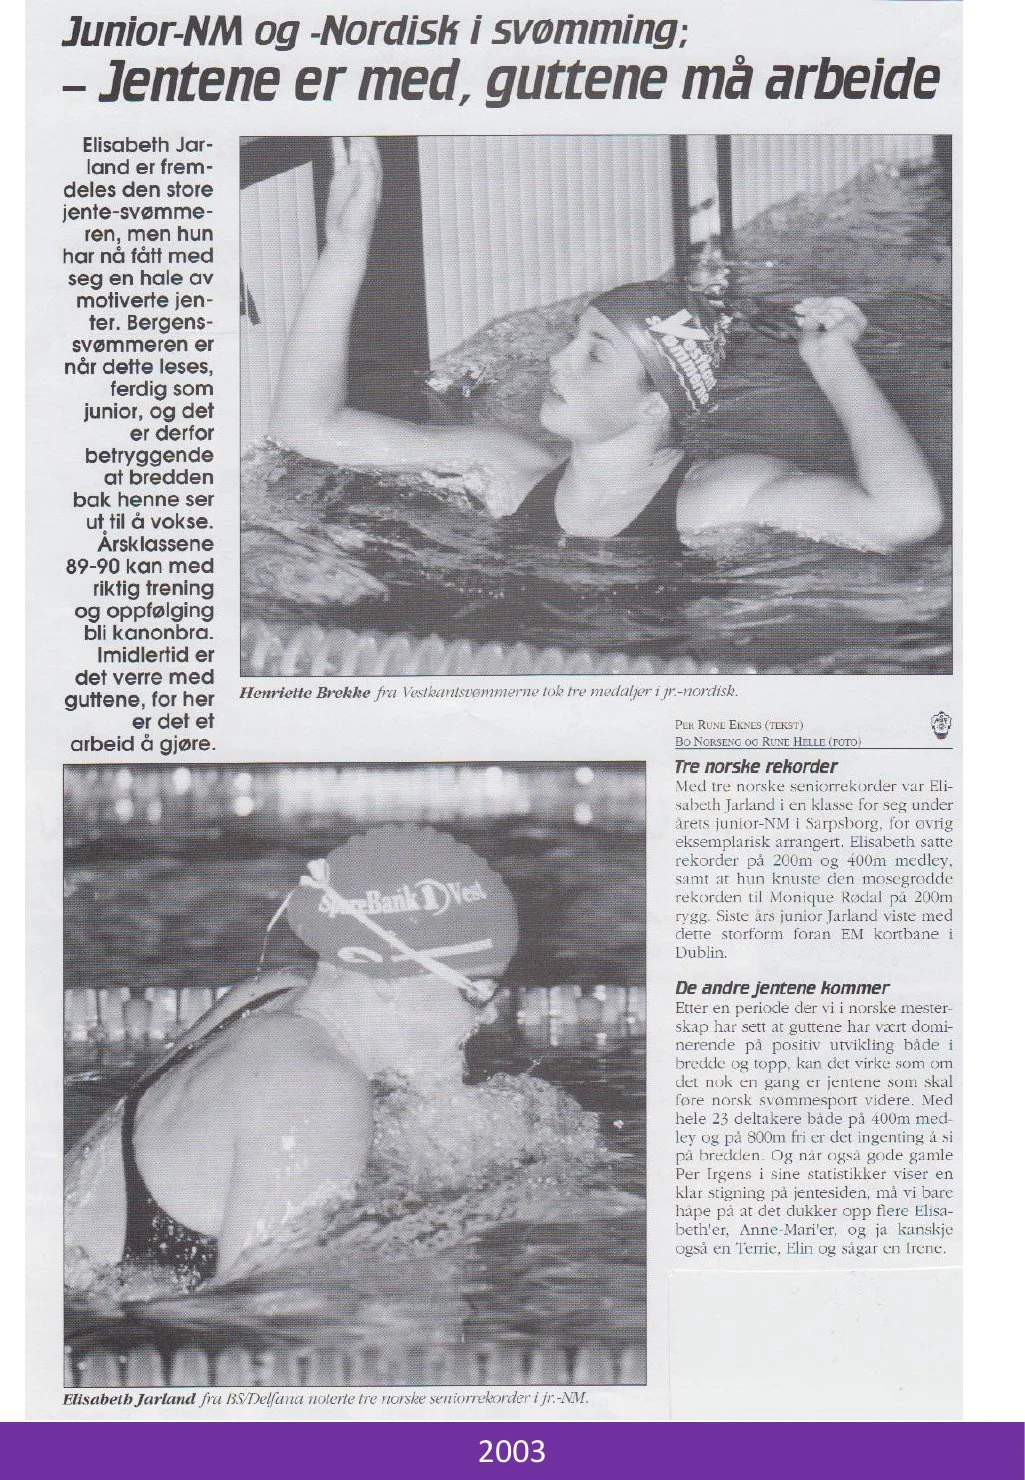 Junior-NM og -Nordisk i svømming;
– Jentene er med, guttene må arbeide
Elisabeth Jar-
land er frem-
deles den store
jente-svømme-
ren, men hun
har nå fått med
seg en hale av
motiverte jen-
ter. Bergens-
svømmeren er
når dette leses,
ferdig som
junior, og det
er derfor
betryggende
at bredden
bak henne ser
ut til å vokse.
Årsklassene
89-90 kan med
riktig trening
og oppfølging
bli kanonbra.
Imidlertid er
det verre med
guttene, for her
er det et
arbeid å gjøre.
Vestkant
svømmerne
Henriette Brekke fra Vestkantsvømmerne tok tre medaljer i jr.-nordisk.
PER RUNE EKNES (TEKST)
BO NORSENG OG RUNE HELLE (FOTO)
Tre norske rekorder
Med tre norske seniorrekorder var Eli-
sabeth Jarland i en klasse for seg under
årets junior-NM i Sarpsborg, for øvrig
eksemplarisk arrangert. Elisabeth satte
rekorder på 200m og 400m medley,
samt at hun knuste den mosegrodde
rekorden til Monique Rødal på 200m
rygg. Siste års junior Jarland viste med
dette storform foran EM kortbane i
Dublin.
De andre jentene kommer
Etter en periode der vi i norske mester-
skap har sett at guttene har vært domi-
nerende på positiv utvikling både i
bredde og topp, kan det virke som om
det nok en gang er jentene som skal
føre norsk svømmesport videre. Med
hele 23 deltakere både på 400m med-
ley og på 800m fri er det ingenting å si
på bredden. Og når også gode gamle
Per Irgens i sine statistikker viser en
klar stigning på jentesiden, må vi bare
håpe på at det dukker opp flere Elisa-
beth'er, Anne-Mari'er, og ja kanskje
også en Terrie, Elin og sågar en Irene.
SpareBank 1 Vest
Elisabeth Jarland fra BS/Delfana noterte tre norske seniorrekorder i jr.-NM.
2003